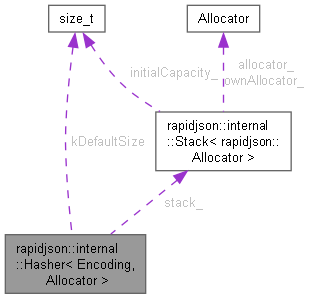 size_t
Allocator
allocator_
ownAllocator_
initialCapacity_
kDefaultSize
rapidjson::internal
::Stack< rapidjson::
Allocator >
stack_
rapidjson::internal
::Hasher< Encoding,
Allocator >